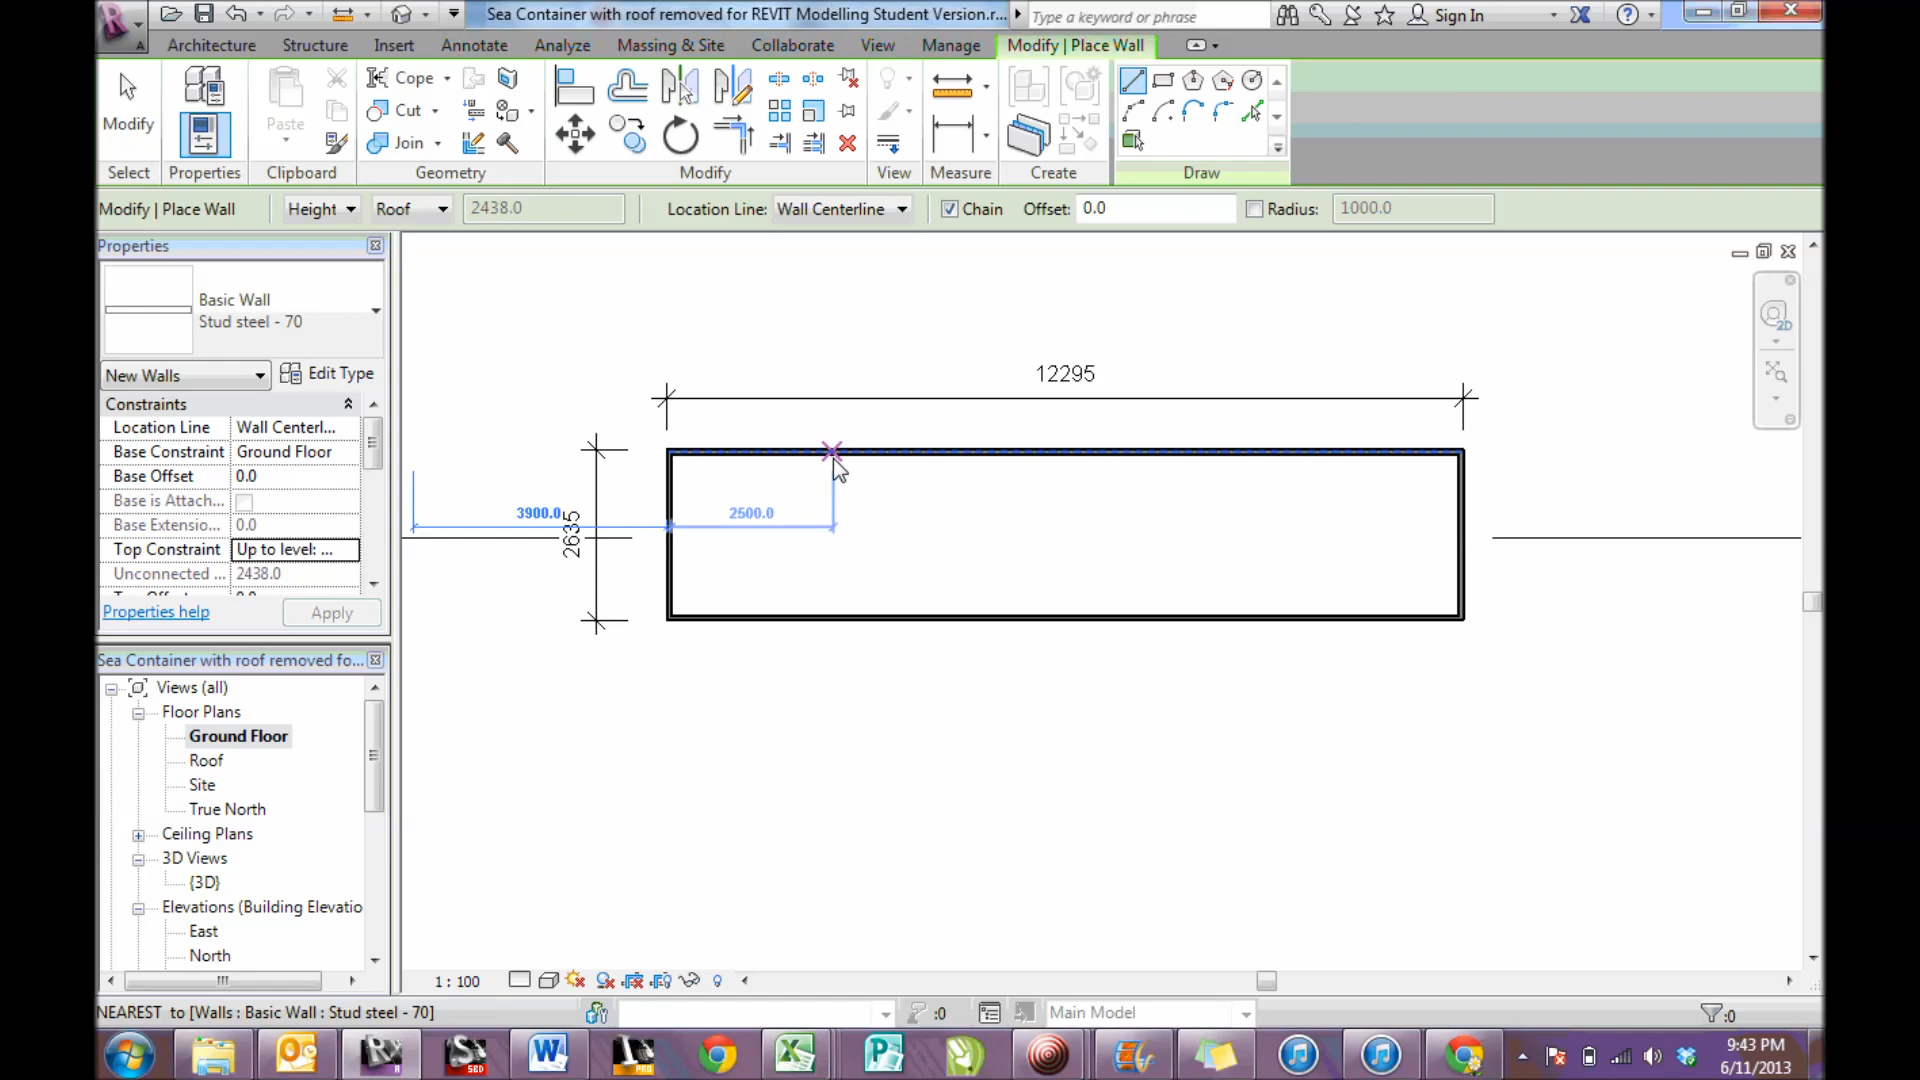 Sea Container with roof removed for REVIT Modelling Student Version.r...
Type a keyword or phrase
Sign In
Architecture
Structure
Insert
Annotate
Analyze
Massing & Site
Collaborate
View
Manage
Modify | Place Wall
Modify
Paste
Cope
Cut
Join
Select
Properties
Clipboard
Geometry
Modify
View
Measure
Create
Draw
Modify | Place Wall
Height
Roof
2438.0
Location Line:
Wall Centerline
Chain
Offset:
0.0
Radius:
1000.0
Properties
Basic Wall
Stud steel - 70
New Walls
Edit Type
Constraints
Location Line
Wall Centerl...
Base Constraint
Ground Floor
Base Offset
0.0
Base is Attach...
Base Extensio...
0.0
Top Constraint
Up to level: ...
Unconnected ...
2438.0
Properties help
Apply
12295
3900.0
2635
2500.0
2D
Sea Container with roof removed fo...
Views (all)
Floor Plans
Ground Floor
Roof
Site
True North
Ceiling Plans
3D Views
{3D}
Elevations (Building Elevatio
East
North
1 : 100
NEAREST to [Walls : Basic Wall : Stud steel - 70]
:0
Main Model
:0
9:43 PM
6/11/2013